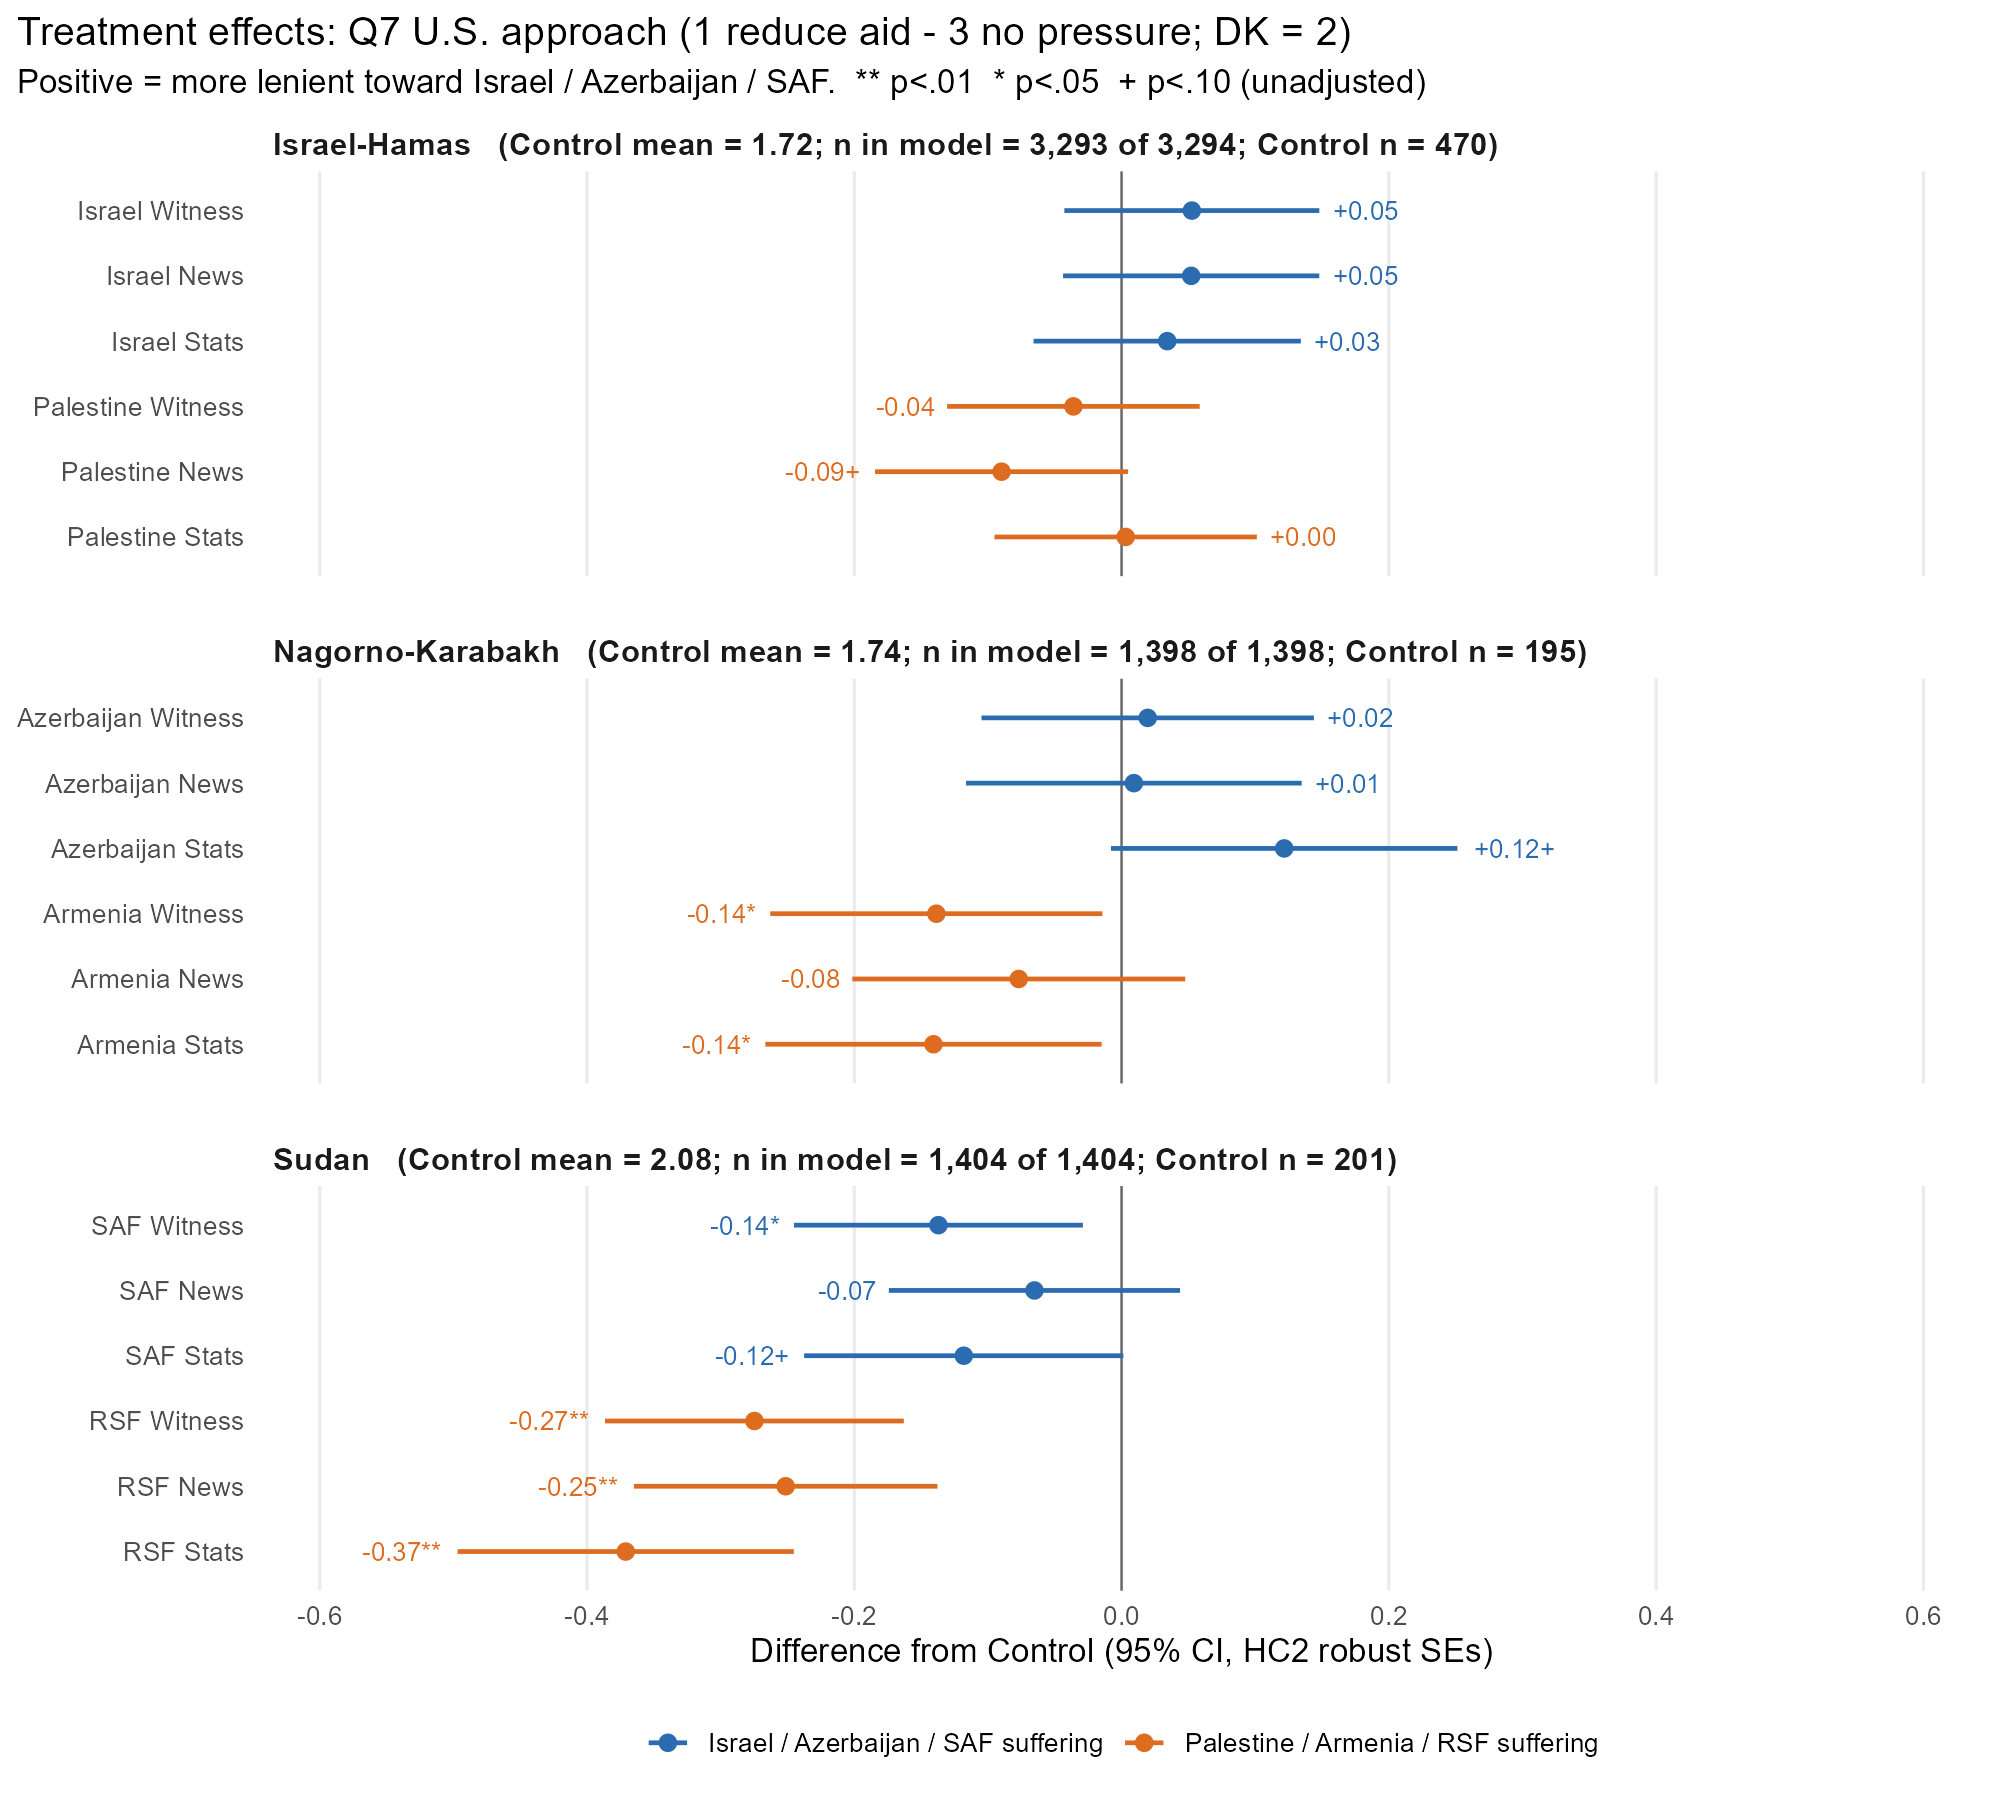 Treatment effects: Q7 U.S. approach (1 reduce aid - 3 no pressure; DK = 2)
Positive = more lenient toward Israel / Azerbaijan / SAF.  ** p<.01  * p<.05  + p<.10 (unadjusted)
Israel-Hamas   (Control mean = 1.72; n in model = 3,293 of 3,294; Control n = 470)
Israel Witness +0.05
Israel News +0.05
Israel Stats +0.03
Palestine Witness -0.04
Palestine News -0.09+
Palestine Stats +0.00
Nagorno-Karabakh   (Control mean = 1.74; n in model = 1,398 of 1,398; Control n = 195)
Azerbaijan Witness +0.02
Azerbaijan News +0.01
Azerbaijan Stats +0.12+
Armenia Witness -0.14*
Armenia News -0.08
Armenia Stats -0.14*
Sudan   (Control mean = 2.08; n in model = 1,404 of 1,404; Control n = 201)
SAF Witness -0.14*
SAF News -0.07
SAF Stats -0.12+
RSF Witness -0.27**
RSF News -0.25**
RSF Stats -0.37**
-0.6 -0.4 -0.2 0.0 0.2 0.4 0.6
Difference from Control (95% CI, HC2 robust SEs)
Israel / Azerbaijan / SAF suffering Palestine / Armenia / RSF suffering